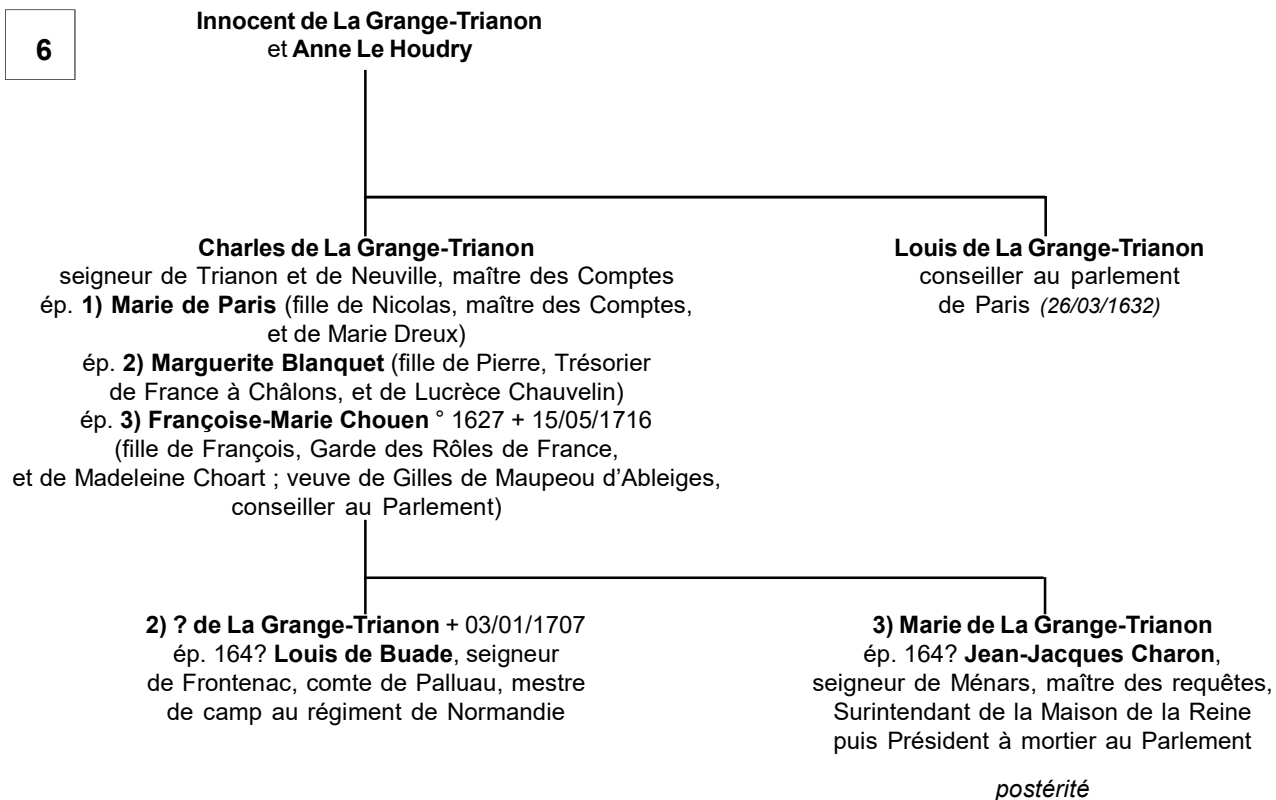 6
Innocent de La Grange-Trianon
et Anne Le Houdry
Charles de La Grange-Trianon
seigneur de Trianon et de Neuville, maître des Comptes
ép. 1) Marie de Paris (fille de Nicolas, maître des Comptes,
et de Marie Dreux)
ép. 2) Marguerite Blanquet (fille de Pierre, Trésorier
de France à Châlons, et de Lucrèce Chauvelin)
ép. 3) Françoise-Marie Chouen ° 1627 + 15/05/1716
(fille de François, Garde des Rôles de France,
et de Madeleine Choart ; veuve de Gilles de Maupeou d’Ableiges,
conseiller au Parlement)
Louis de La Grange-Trianon
conseiller au parlement
de Paris (26/03/1632)
2) ? de La Grange-Trianon + 03/01/1707
ép. 164? Louis de Buade, seigneur
de Frontenac, comte de Palluau, mestre
de camp au régiment de Normandie
3) Marie de La Grange-Trianon
ép. 164? Jean-Jacques Charon,
seigneur de Ménars, maître des requêtes,
Surintendant de la Maison de la Reine
puis Président à mortier au Parlement
postérité